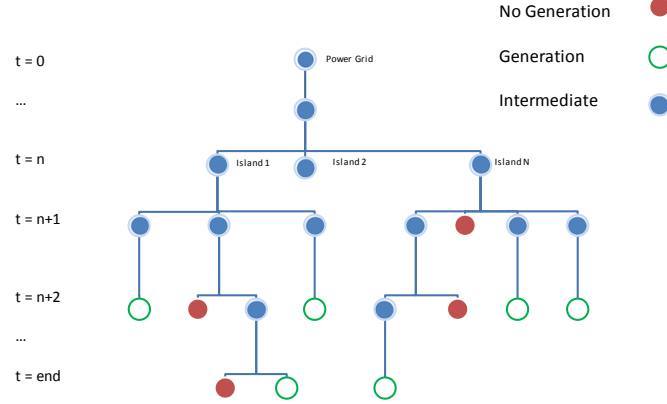 No Generation
Generation
Intermediate
t = 0
Power Grid
...
t = n
Island 1
Island 2
Island N
t = n+1
t = n+2
...
t = end